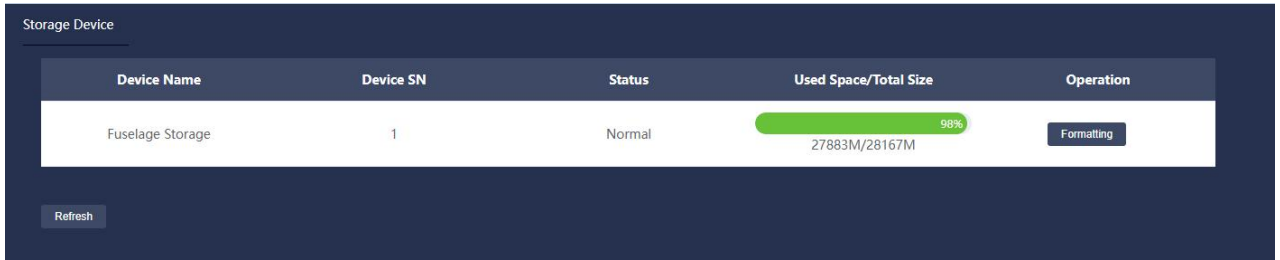 Storage Device
Device Name Device SN Status Used Space/Total Size Operation
Fuselage Storage 1 Normal 98% Formatting
27883M/28167M
Refresh